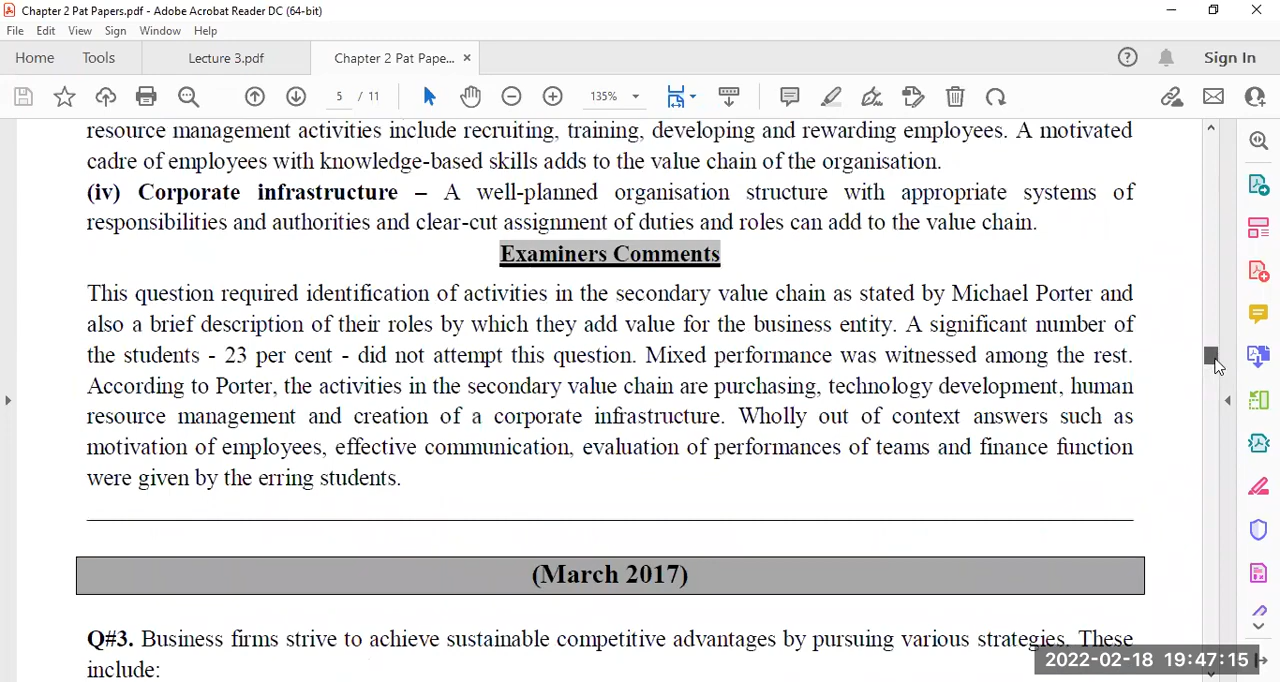 Chapter 2 Pat Papers.pdf - Adobe Acrobat Reader DC (64-bit)
File Edit View Sign Window Help
Home Tools Lecture 3.pdf Chapter 2 Pat Pape... × Sign In
5 / 11 135%
resource management activities include recruiting, training, developing and rewarding employees. A motivated
cadre of employees with knowledge-based skills adds to the value chain of the organisation.
(iv) Corporate infrastructure – A well-planned organisation structure with appropriate systems of
responsibilities and authorities and clear-cut assignment of duties and roles can add to the value chain.
Examiners Comments
This question required identification of activities in the secondary value chain as stated by Michael Porter and
also a brief description of their roles by which they add value for the business entity. A significant number of
the students - 23 per cent - did not attempt this question. Mixed performance was witnessed among the rest.
According to Porter, the activities in the secondary value chain are purchasing, technology development, human
resource management and creation of a corporate infrastructure. Wholly out of context answers such as
motivation of employees, effective communication, evaluation of performances of teams and finance function
were given by the erring students.
(March 2017)
Q#3. Business firms strive to achieve sustainable competitive advantages by pursuing various strategies. These
include:
2022-02-18 19:47:15